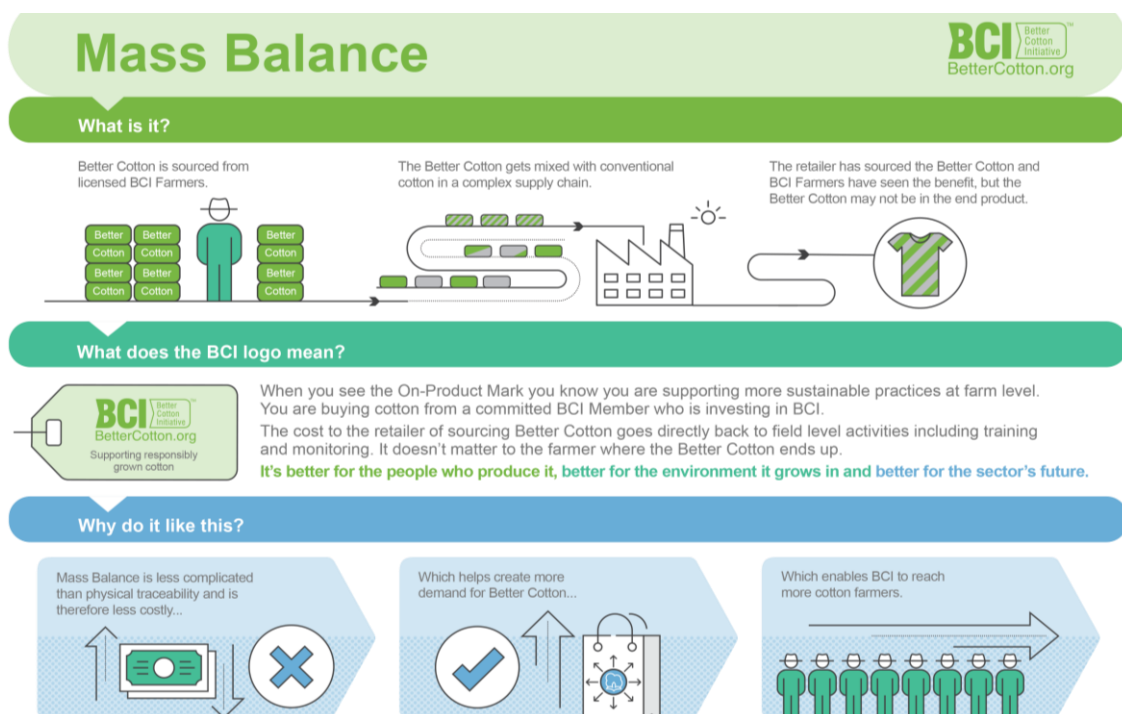 Mass Balance
BCI Better Cotton Initiative™
BetterCotton.org
What is it?
Better Cotton is sourced from
licensed BCI Farmers.
The Better Cotton gets mixed with conventional
cotton in a complex supply chain.
The retailer has sourced the Better Cotton and
BCI Farmers have seen the benefit, but the
Better Cotton may not be in the end product.
Better Better Better
Cotton Cotton Cotton
Better Better Better
Cotton Cotton Cotton
What does the BCI logo mean?
BCI Better Cotton Initiative™
BetterCotton.org
Supporting responsibly
grown cotton
When you see the On-Product Mark you know you are supporting more sustainable practices at farm level.
You are buying cotton from a committed BCI Member who is investing in BCI.
The cost to the retailer of sourcing Better Cotton goes directly back to field level activities including training
and monitoring. It doesn't matter to the farmer where the Better Cotton ends up.
It's better for the people who produce it, better for the environment it grows in and better for the sector's future.
Why do it like this?
Mass Balance is less complicated
than physical traceability and is
therefore less costly...
Which helps create more
demand for Better Cotton...
Which enables BCI to reach
more cotton farmers.